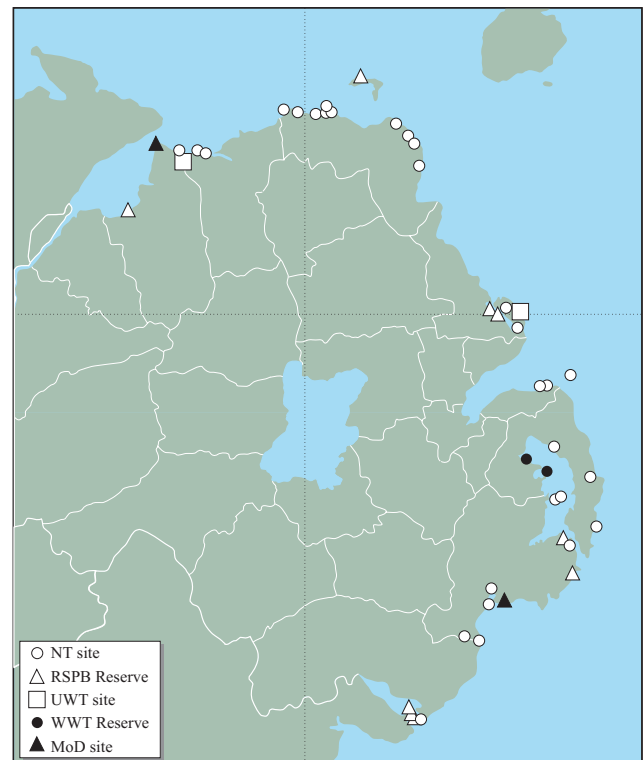 NT site
RSPB Reserve
UWT site
WWT Reserve
MoD site